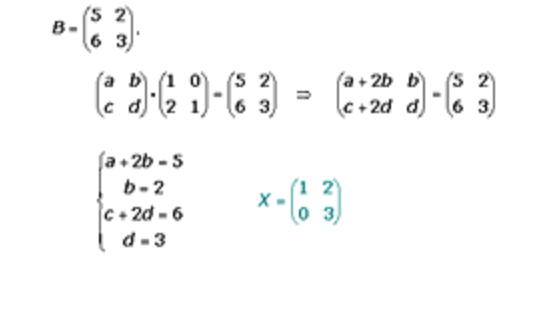 B = (5 2
6 3).
(a b
c d) · (1 0
2 1) = (5 2
6 3) ⇒ (a + 2b b
c + 2d d) = (5 2
6 3)
{a + 2b = 5
b = 2
c + 2d = 6
d = 3
X = (1 2
0 3)